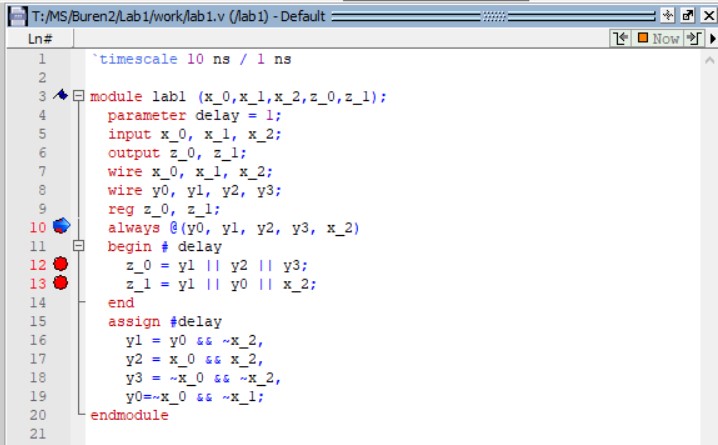 T:/MS/Buren2/Lab1/work/lab1.v (/lab1) - Default
Ln#
Now
1 `timescale 10 ns / 1 ns
2
3 module lab1 (x_0,x_1,x_2,z_0,z_1);
4 parameter delay = 1;
5 input x_0, x_1, x_2;
6 output z_0, z_1;
7 wire x_0, x_1, x_2;
8 wire y0, y1, y2, y3;
9 reg z_0, z_1;
10 always @(y0, y1, y2, y3, x_2)
11 begin # delay
12 z_0 = y1 || y2 || y3;
13 z_1 = y1 || y0 || x_2;
14 end
15 assign #delay
16 y1 = y0 && ~x_2,
17 y2 = x_0 && x_2,
18 y3 = ~x_0 && ~x_2,
19 y0=~x_0 && ~x_1;
20 endmodule
21